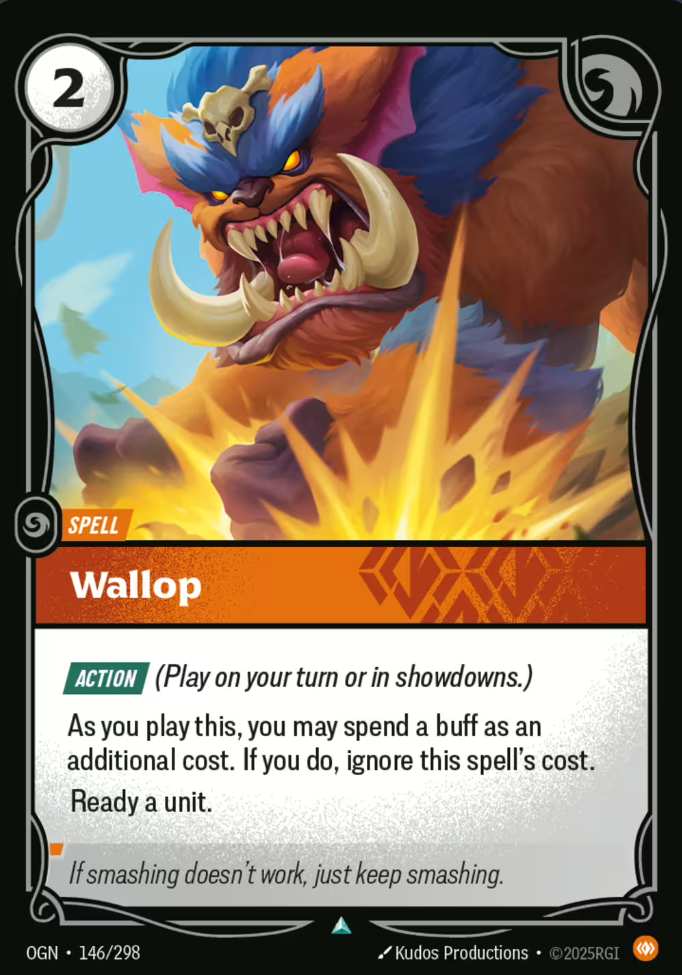 2
SPELL
Wallop
ACTION (Play on your turn or in showdowns.)
As you play this, you may spend a buff as an
additional cost. If you do, ignore this spell's cost.
Ready a unit.
If smashing doesn't work, just keep smashing.
OGN • 146/298
Kudos Productions • ©2025RGI